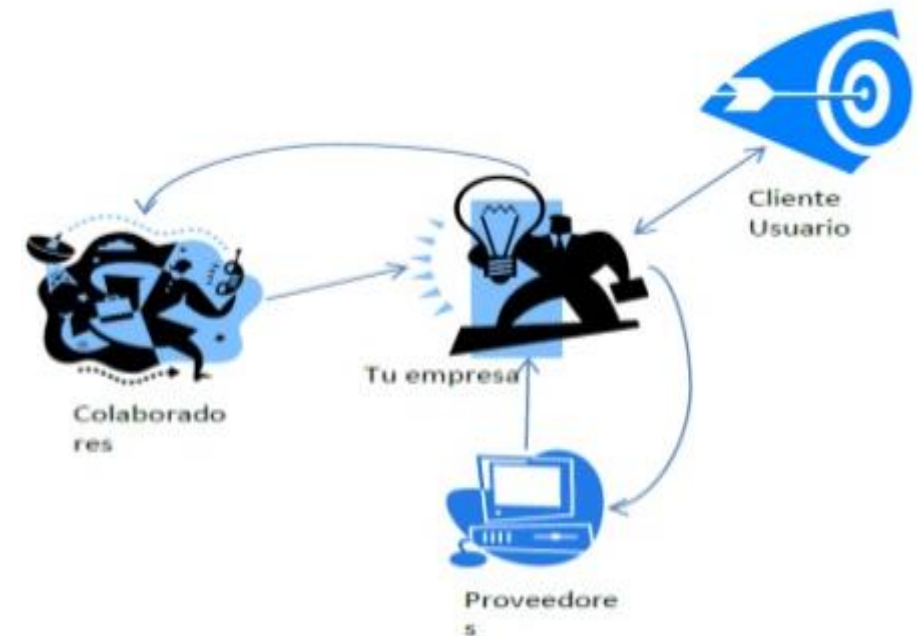 Cliente
Usuario
Tu empresa
Colaborado
res
Proveedore
s